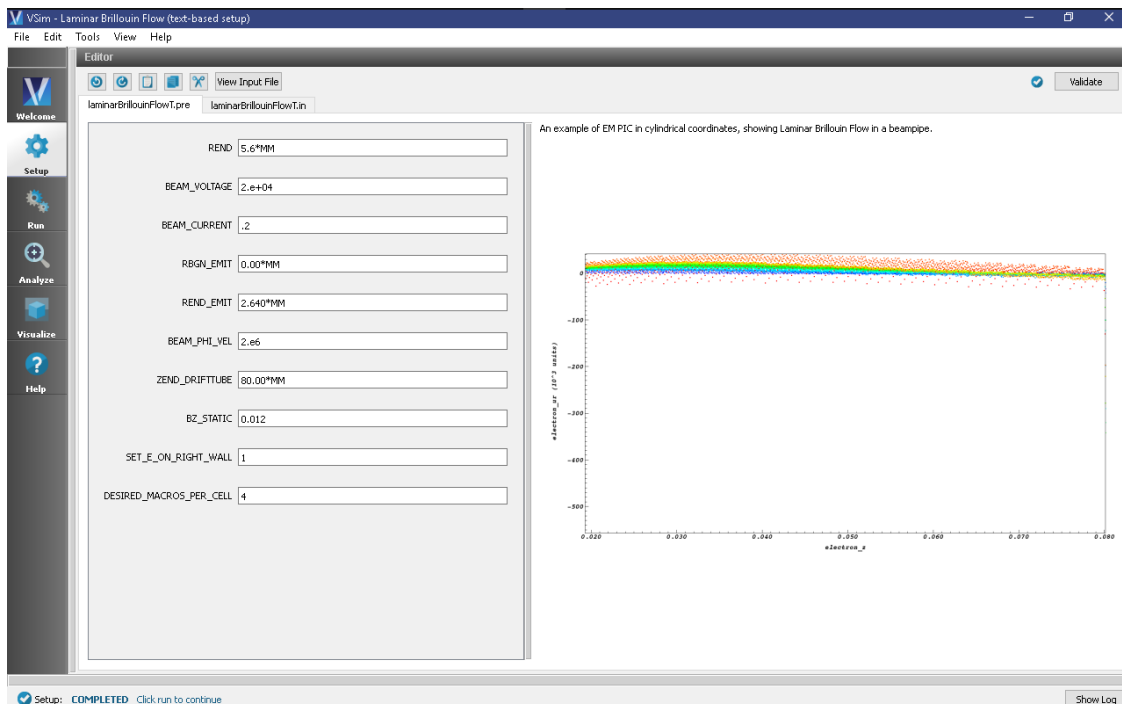 VSim - Laminar Brillouin Flow (text-based setup)
File Edit Tools View Help
Editor
View Input File
Validate
laminarBrillouinFlowT.pre laminarBrillouinFlowT.in
Welcome
Setup
Run
Analyze
Visualize
Help
REND 5.6*MM
BEAM_VOLTAGE 2.e+04
BEAM_CURRENT .2
RBGN_EMIT 0.00*MM
REND_EMIT 2.640*MM
BEAM_PHI_VEL 2.e6
ZEND_DRIFTTUBE 80.00*MM
BZ_STATIC 0.012
SET_E_ON_RIGHT_WALL 1
DESIRED_MACROS_PER_CELL 4
An example of EM PIC in cylindrical coordinates, showing Laminar Brillouin Flow in a beampipe.
0
-100
-200
-300
-400
-500
electron_ur (10^3 units)
0.020 0.030 0.040 0.050 0.060 0.070 0.080
electron_z
Setup: COMPLETED Click run to continue
Show Log